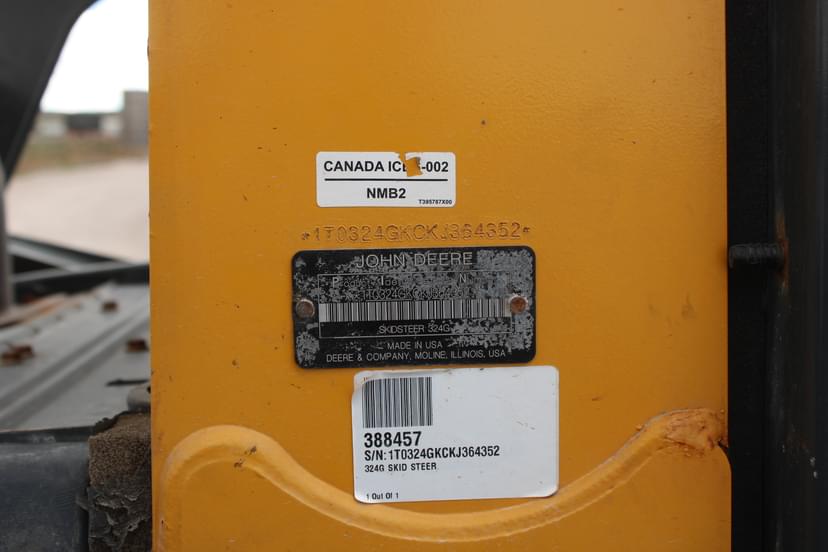 CANADA ICES-002
NMB2
T395787X00
*1T0324GKCKJ364352*
JOHN DEERE
SKIDSTEER 324G
MADE IN USA
DEERE & COMPANY, MOLINE, ILLINOIS, USA
388457
S/N:1T0324GKCKJ364352
324G SKID STEER
1 Out Of 1